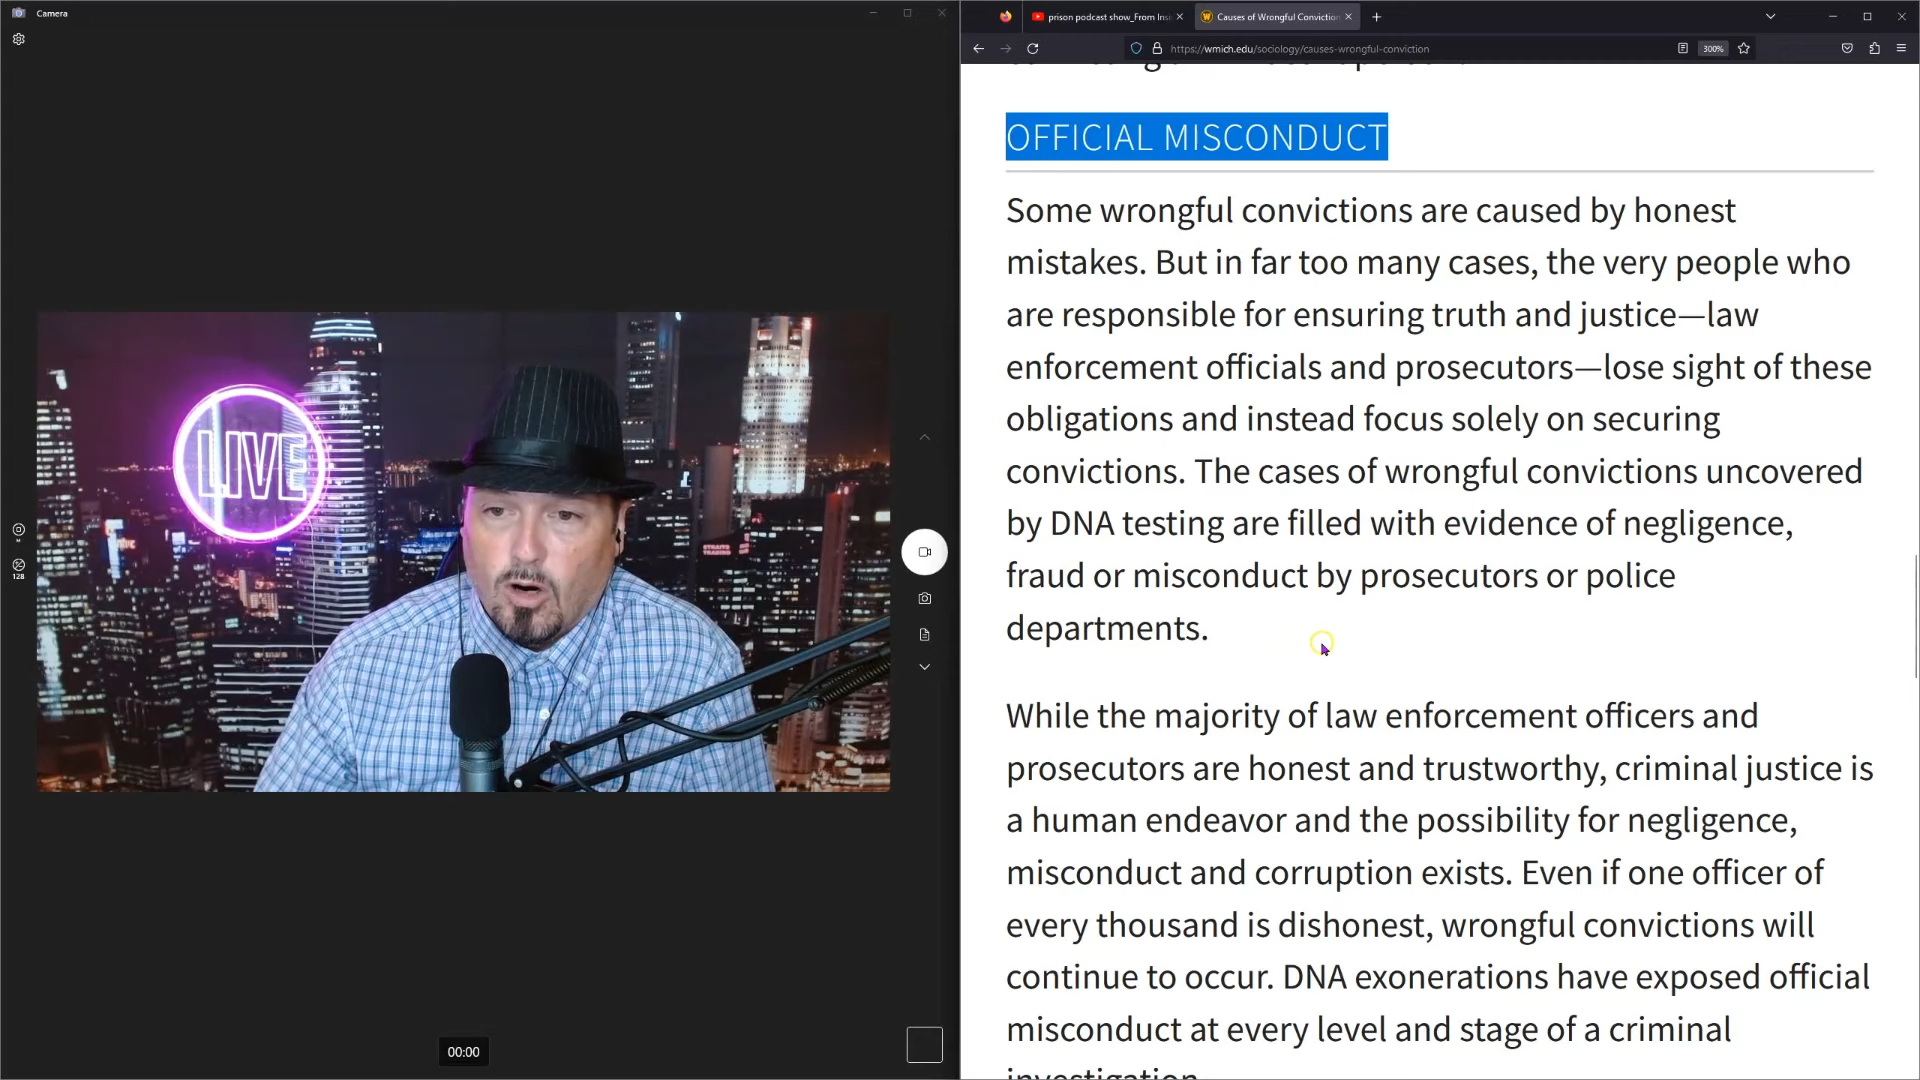 Camera
prison podcast show_From Insi
Causes of Wrongful Conviction
https://wmich.edu/sociology/causes-wrongful-conviction
300%
OFFICIAL MISCONDUCT
Some wrongful convictions are caused by honest
mistakes. But in far too many cases, the very people who
are responsible for ensuring truth and justice—law
enforcement officials and prosecutors—lose sight of these
obligations and instead focus solely on securing
convictions. The cases of wrongful convictions uncovered
by DNA testing are filled with evidence of negligence,
fraud or misconduct by prosecutors or police
departments.
While the majority of law enforcement officers and
prosecutors are honest and trustworthy, criminal justice is
a human endeavor and the possibility for negligence,
misconduct and corruption exists. Even if one officer of
every thousand is dishonest, wrongful convictions will
continue to occur. DNA exonerations have exposed official
misconduct at every level and stage of a criminal
investigation.
LIVE
128
00:00